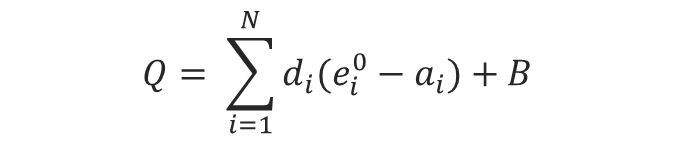 Q = ∑_{i=1}^{N} d_i(e_i^0 − a_i) + B